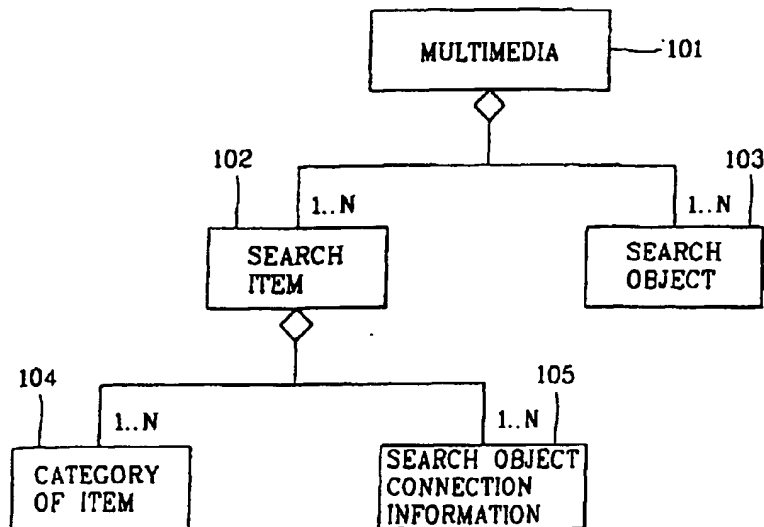 MULTIMEDIA
101
102
103
1..N
1..N
SEARCH
ITEM
SEARCH
OBJECT
104
105
1..N
1..N
CATEGORY
OF ITEM
SEARCH OBJECT
CONNECTION
INFORMATION